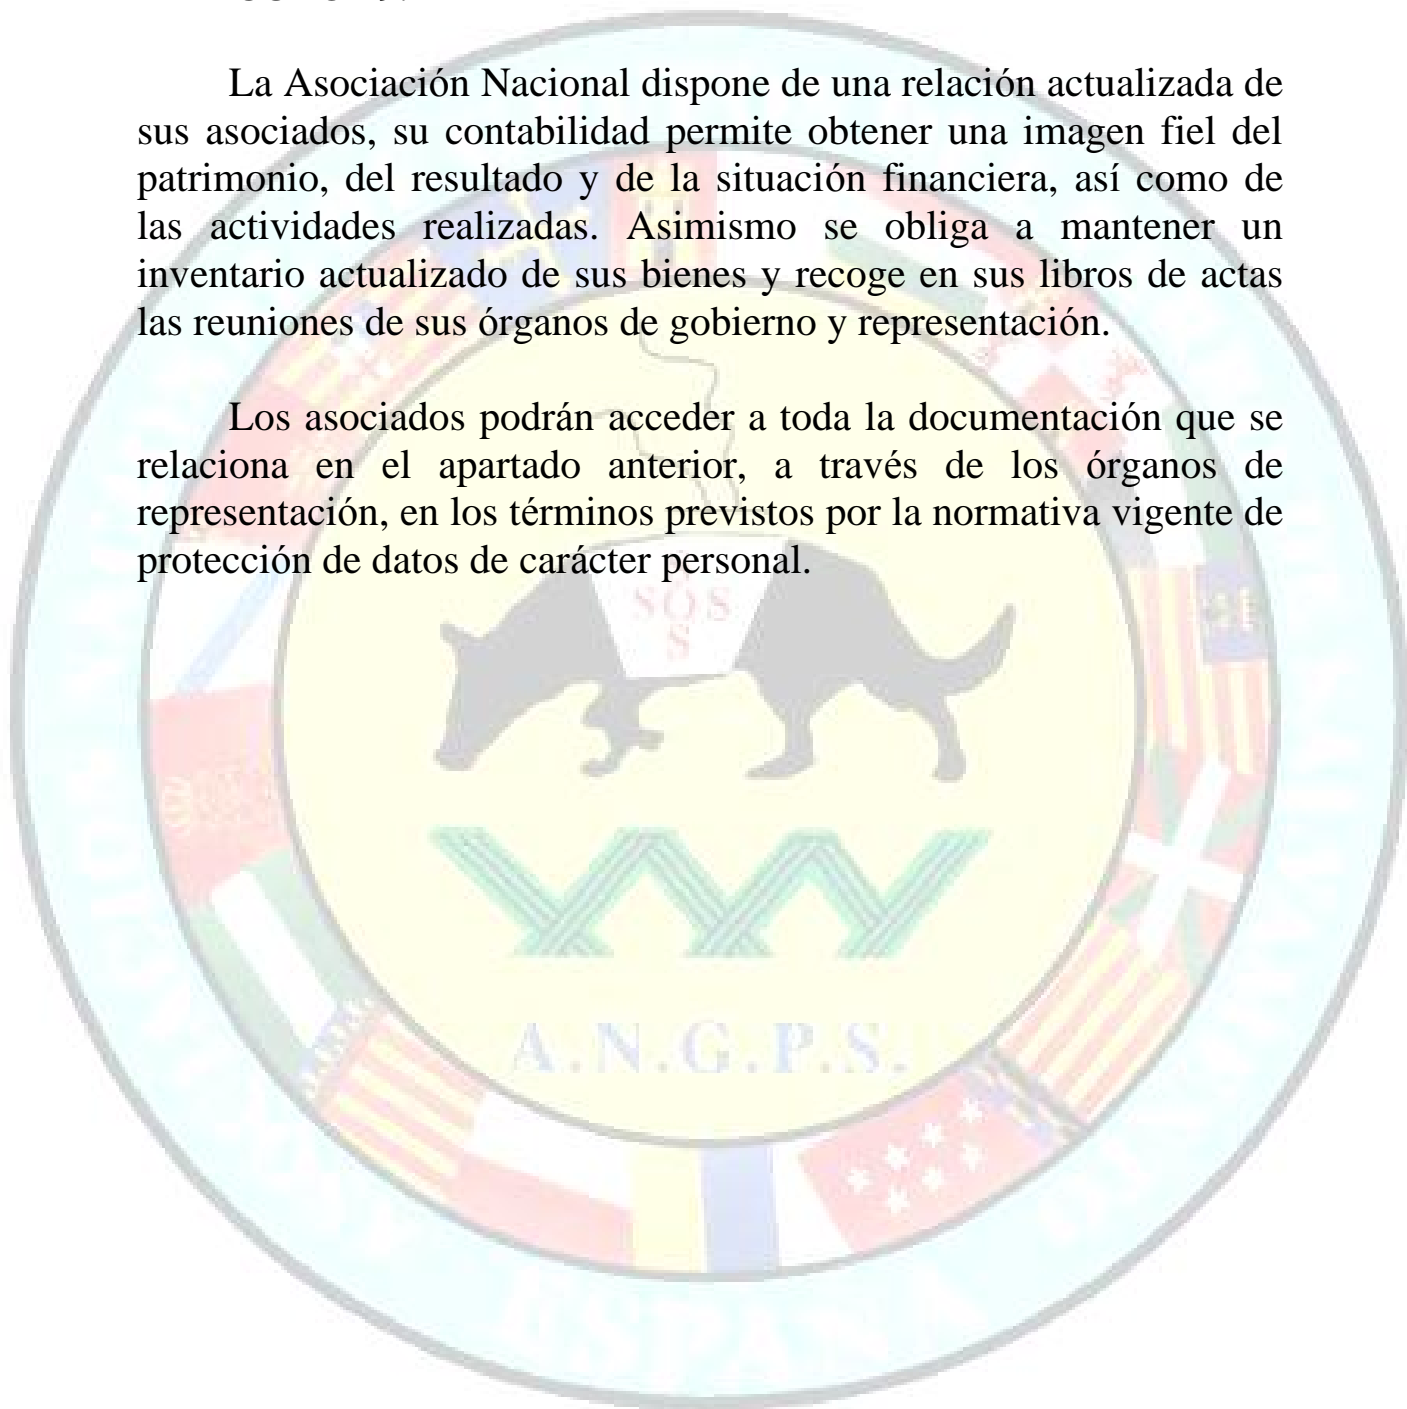 La Asociación Nacional dispone de una relación actualizada de
sus asociados, su contabilidad permite obtener una imagen fiel del
patrimonio, del resultado y de la situación financiera, así como de
las actividades realizadas. Asimismo se obliga a mantener un
inventario actualizado de sus bienes y recoge en sus libros de actas
las reuniones de sus órganos de gobierno y representación.
Los asociados podrán acceder a toda la documentación que se
relaciona en el apartado anterior, a través de los órganos de
representación, en los términos previstos por la normativa vigente de
protección de datos de carácter personal.
SOS
S
A.N.G.P.S.
ESPAÑA